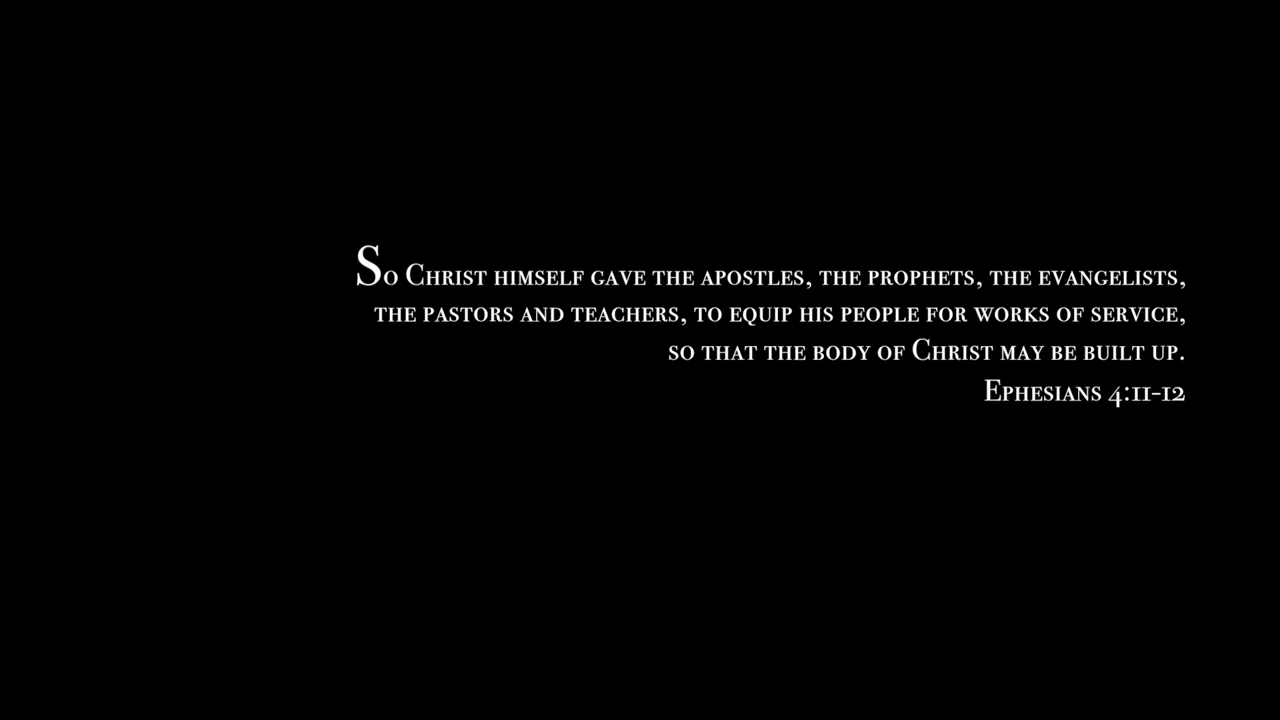 So Christ himself gave the apostles, the prophets, the evangelists,
the pastors and teachers, to equip his people for works of service,
so that the body of Christ may be built up.
Ephesians 4:11-12